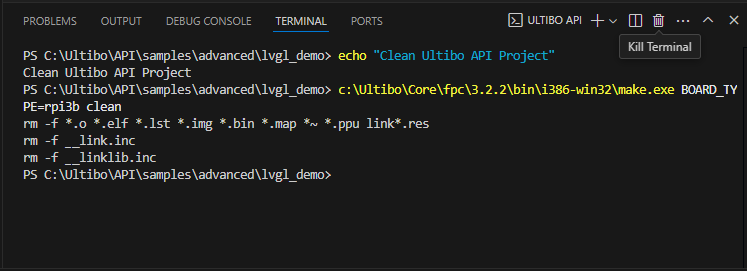 PROBLEMS OUTPUT DEBUG CONSOLE TERMINAL PORTS ULTIBO API
Kill Terminal
PS C:\Ultibo\API\samples\advanced\lvgl_demo> echo "Clean Ultibo API Project"
Clean Ultibo API Project
PS C:\Ultibo\API\samples\advanced\lvgl_demo> c:\Ultibo\Core\fpc\3.2.2\bin\i386-win32\make.exe BOARD_TY
PE=rpi3b clean
rm -f *.o *.elf *.lst *.img *.bin *.map *~ *.ppu link*.res
rm -f __link.inc
rm -f __linklib.inc
PS C:\Ultibo\API\samples\advanced\lvgl_demo>